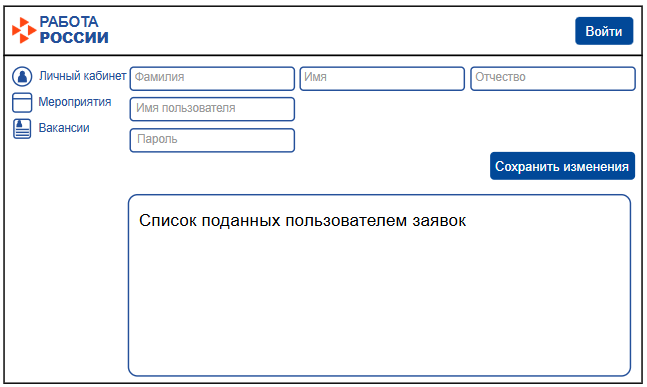 РАБОТА
РОССИИ
Войти
Личный кабинет
Фамилия
Имя
Отчество
Мероприятия
Имя пользователя
Вакансии
Пароль
Сохранить изменения
Список поданных пользователем заявок